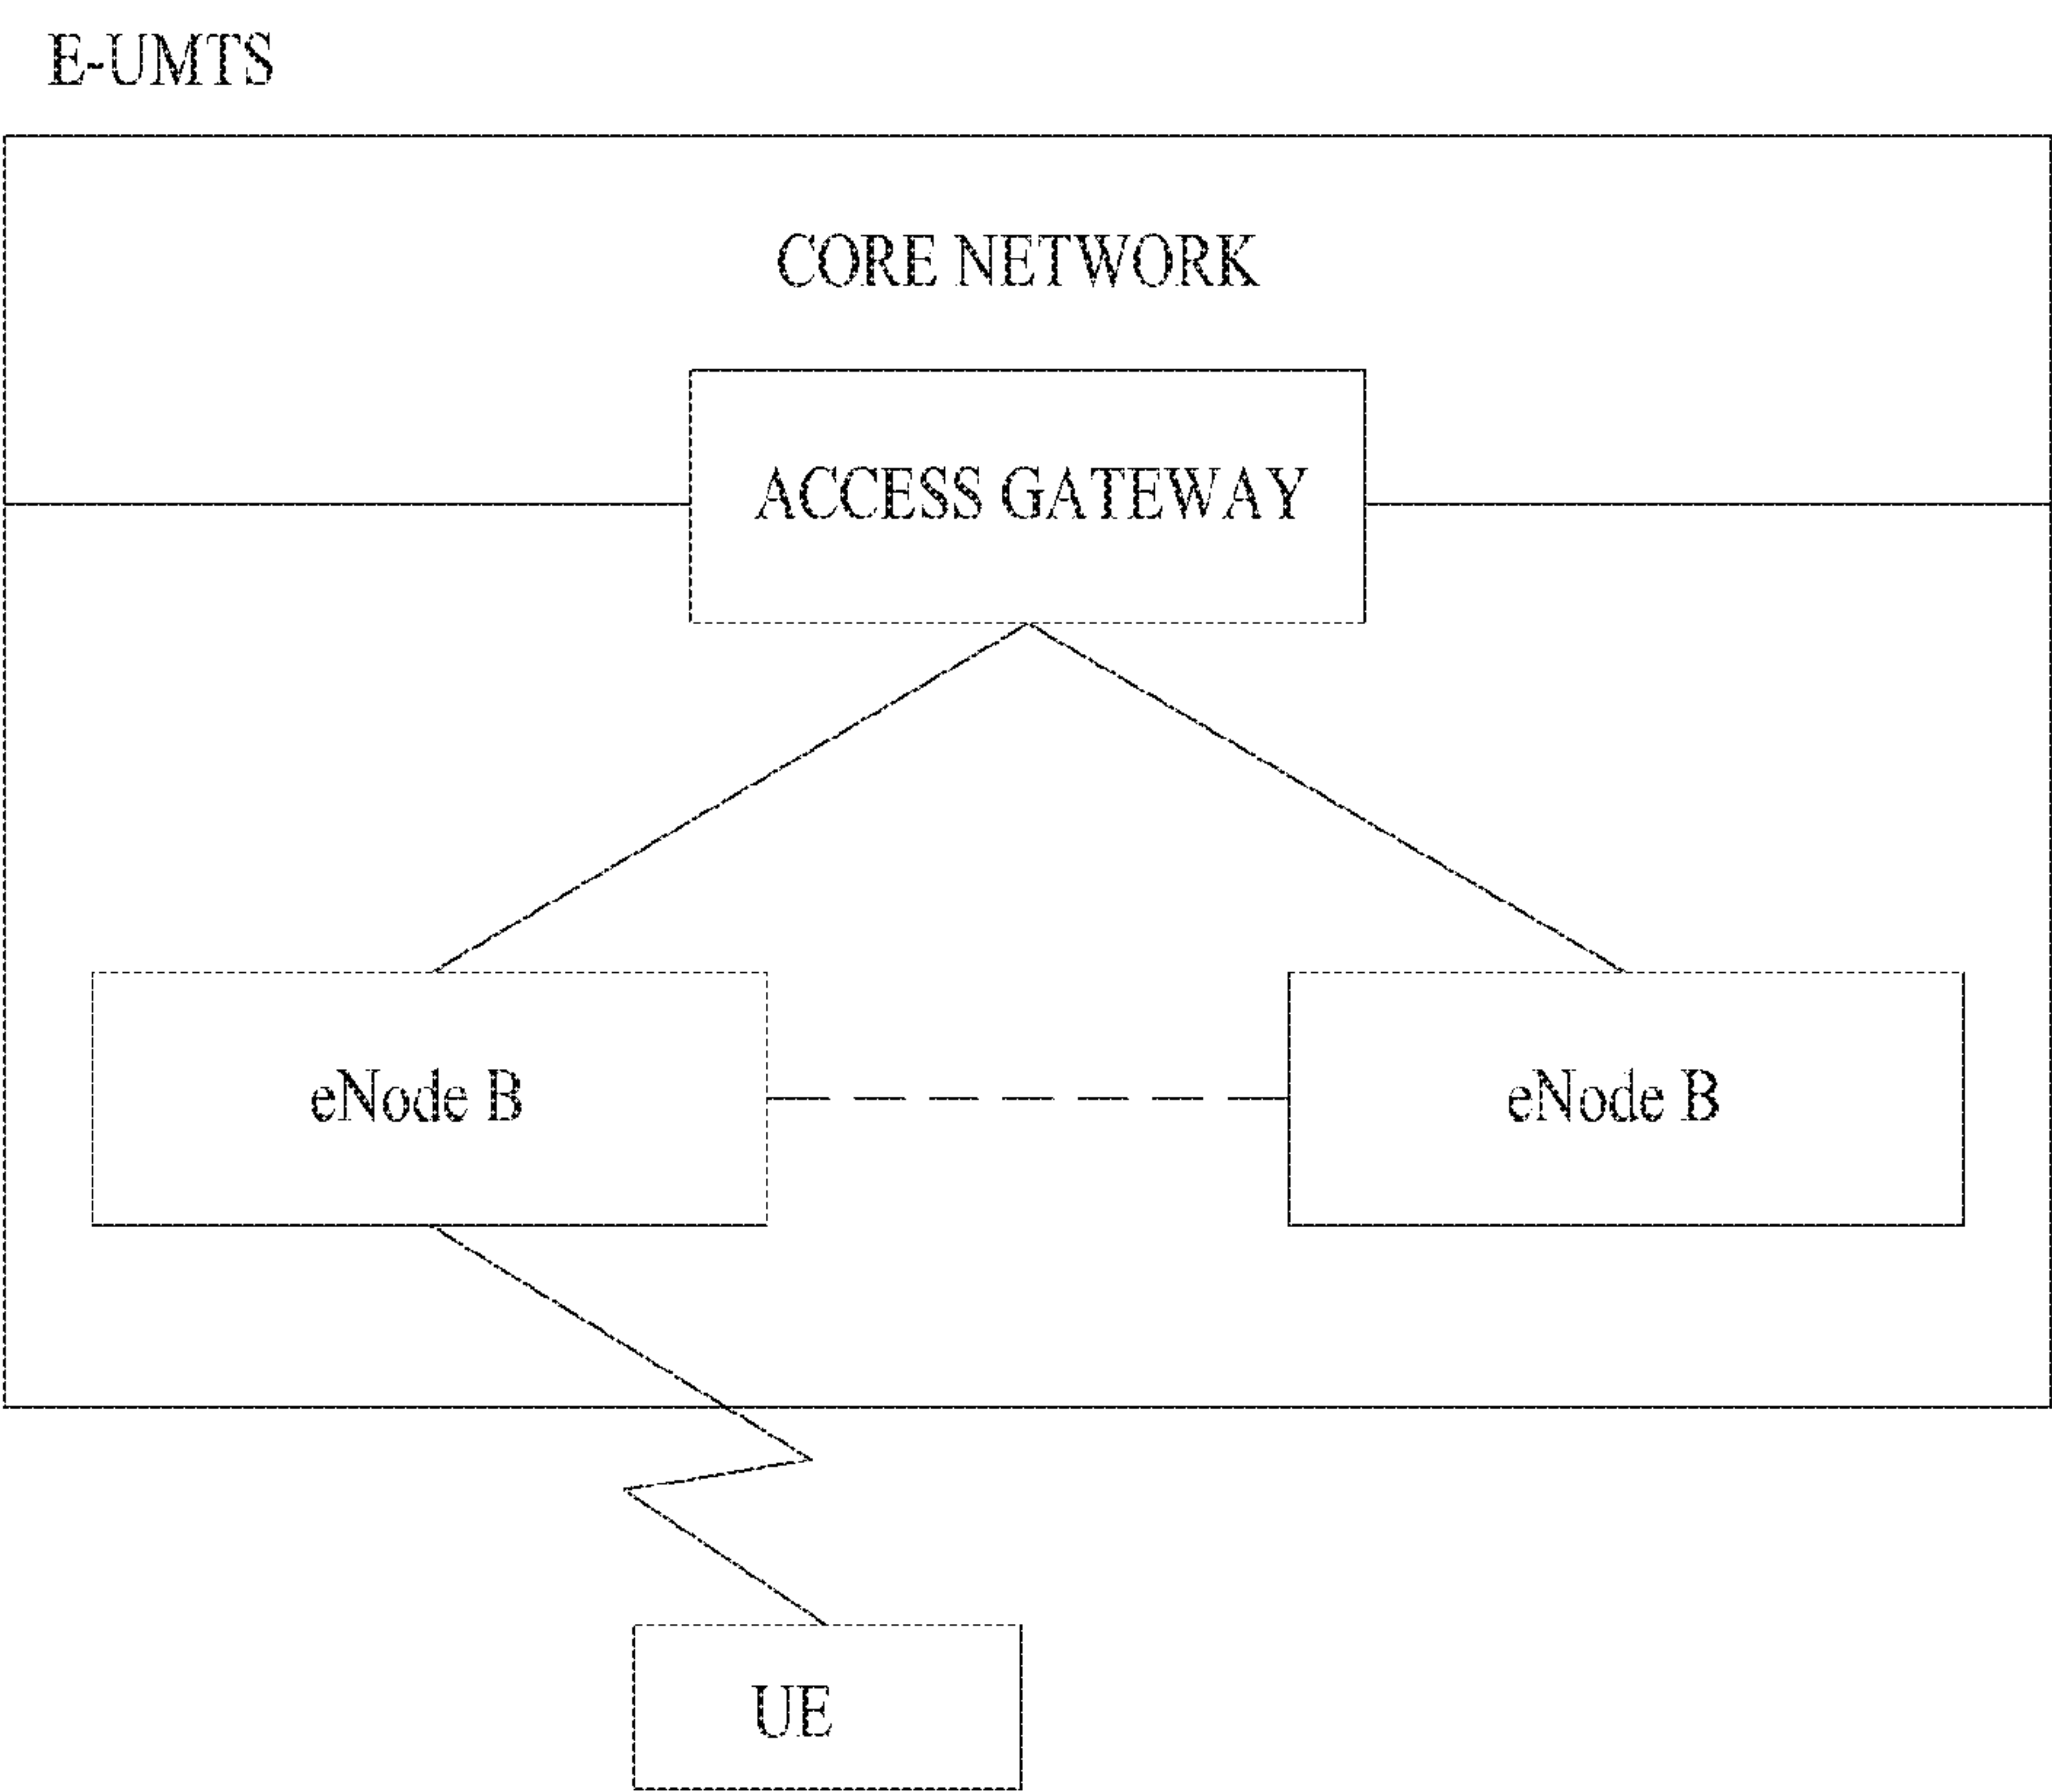 E-UMTS
CORE NETWORK
ACCESS GATEWAY
eNode B
eNode B
UE